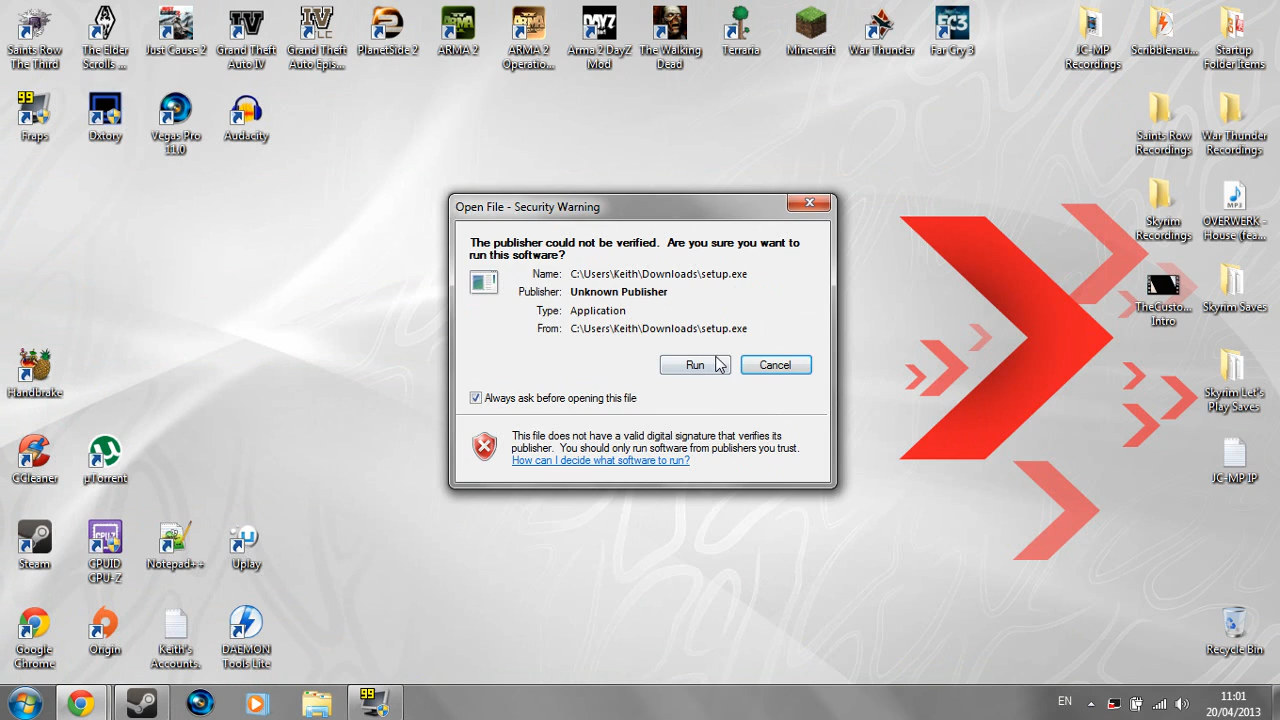 Saints Row
The Third
The Elder
Scrolls ...
Just Cause 2
Grand Theft
Auto IV
Grand Theft
Auto Epis...
PlanetSide 2
ARMA 2
ARMA 2
Operatio...
Arma 2 DayZ
Mod
The Walking
Dead
Terraria
Minecraft
War Thunder
Far Cry 3
JC-MP
Recordings
Scribblenau...
Startup
Folder Items
Fraps
Dxtory
Vegas Pro
11.0
Audacity
Saints Row
Recordings
War Thunder
Recordings
Open File - Security Warning
The publisher could not be verified. Are you sure you want to
run this software?
Name: C:\Users\Keith\Downloads\setup.exe
Publisher: Unknown Publisher
Type: Application
From: C:\Users\Keith\Downloads\setup.exe
Run
Cancel
Always ask before opening this file
This file does not have a valid digital signature that verifies its
publisher. You should only run software from publishers you trust.
How can I decide what software to run?
Skyrim
Recordings
MP3
OVERWERK -
House (fea...
TheCusto...
Intro
Skyrim Saves
Handbrake
Skyrim Let's
Play Saves
CCleaner
µTorrent
JC-MP IP
Steam
CPUID
CPU-Z
Notepad++
Uplay
Google
Chrome
Origin
Keith's
Accounts.
DAEMON
Tools Lite
Recycle Bin
99
EN
11:01
20/04/2013